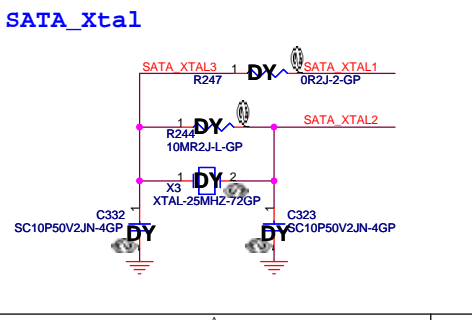 SATA_Xtal
SATA_XTAL3 1 DY SATA_XTAL1
R247 0R2J-2-GP
1 DY SATA_XTAL2
R244
10MR2J-L-GP
1 DY 2
X3
XTAL-25MHZ-72GP
1 1
C332 C323
SC10P50V2JN-4GP DY DY SC10P50V2JN-4GP
A